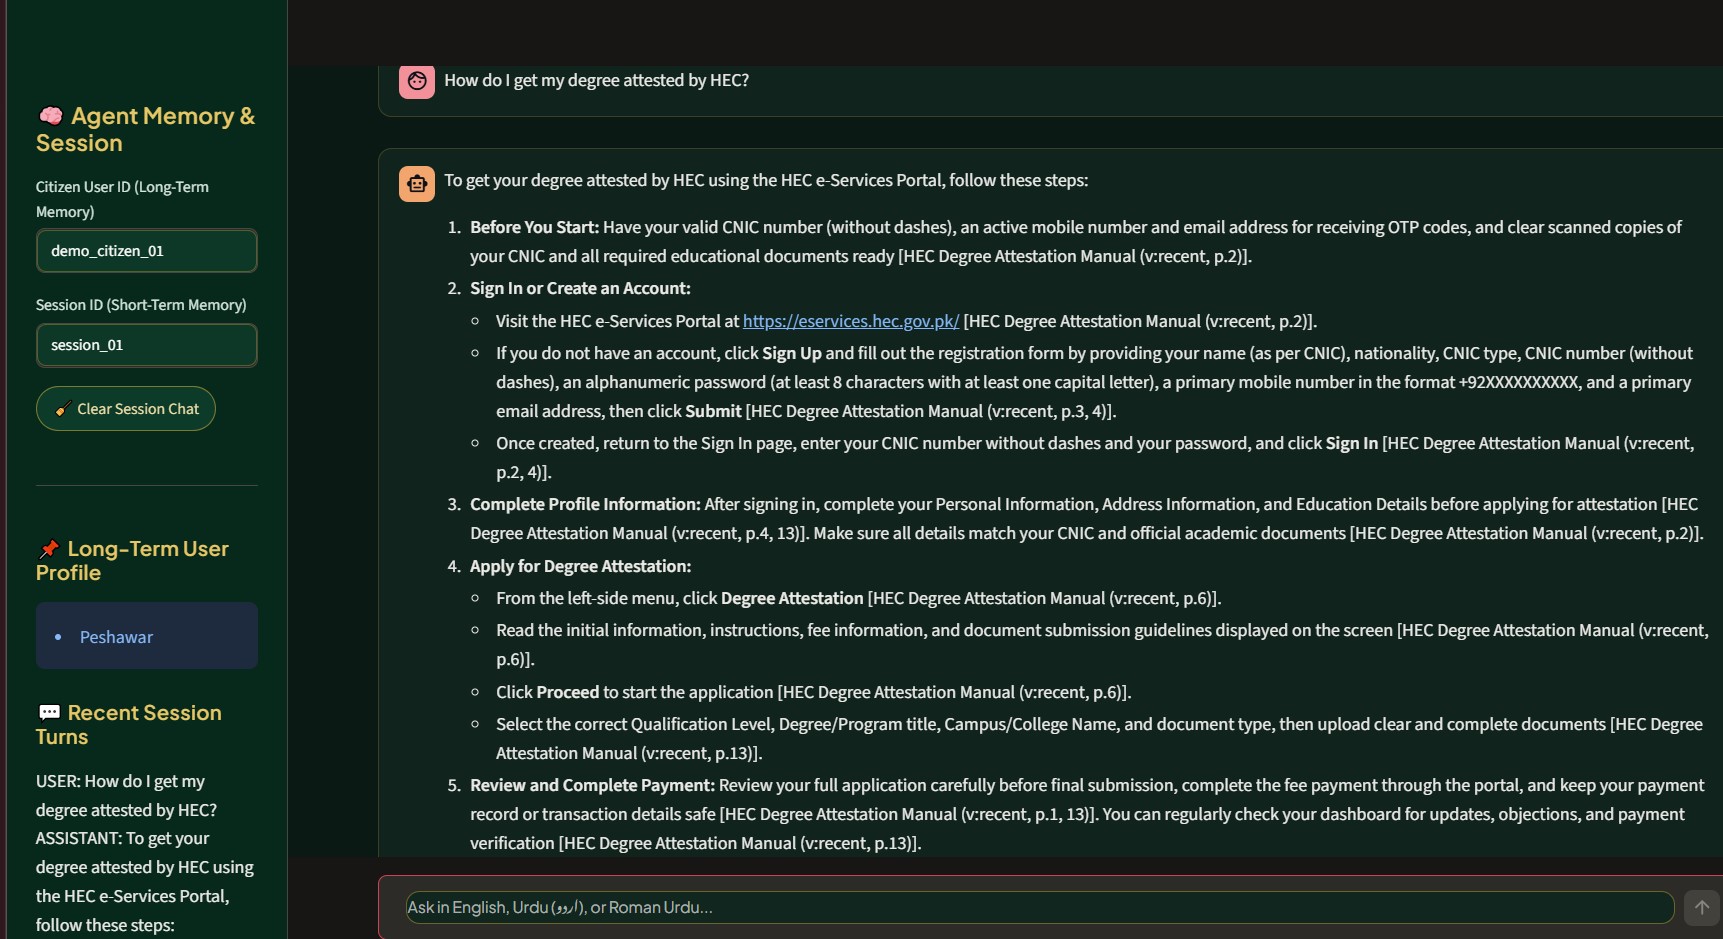 🧠 Agent Memory &
Session
Citizen User ID (Long-Term
Memory)
demo_citizen_01
Session ID (Short-Term Memory)
session_01
🧹 Clear Session Chat
📌 Long-Term User
Profile
• Peshawar
💬 Recent Session
Turns
USER: How do I get my
degree attested by HEC?
ASSISTANT: To get your
degree attested by HEC using
the HEC e-Services Portal,
follow these steps:
How do I get my degree attested by HEC?
To get your degree attested by HEC using the HEC e-Services Portal, follow these steps:
1. Before You Start: Have your valid CNIC number (without dashes), an active mobile number and email address for receiving OTP codes, and clear scanned copies of
your CNIC and all required educational documents ready [HEC Degree Attestation Manual (v:recent, p.2)].
2. Sign In or Create an Account:
○ Visit the HEC e-Services Portal at https://eservices.hec.gov.pk/ [HEC Degree Attestation Manual (v:recent, p.2)].
○ If you do not have an account, click Sign Up and fill out the registration form by providing your name (as per CNIC), nationality, CNIC type, CNIC number (without
dashes), an alphanumeric password (at least 8 characters with at least one capital letter), a primary mobile number in the format +92XXXXXXXXXX, and a primary
email address, then click Submit [HEC Degree Attestation Manual (v:recent, p.3, 4)].
○ Once created, return to the Sign In page, enter your CNIC number without dashes and your password, and click Sign In [HEC Degree Attestation Manual (v:recent,
p.2, 4)].
3. Complete Profile Information: After signing in, complete your Personal Information, Address Information, and Education Details before applying for attestation [HEC
Degree Attestation Manual (v:recent, p.4, 13)]. Make sure all details match your CNIC and official academic documents [HEC Degree Attestation Manual (v:recent, p.2)].
4. Apply for Degree Attestation:
○ From the left-side menu, click Degree Attestation [HEC Degree Attestation Manual (v:recent, p.6)].
○ Read the initial information, instructions, fee information, and document submission guidelines displayed on the screen [HEC Degree Attestation Manual (v:recent,
p.6)].
○ Click Proceed to start the application [HEC Degree Attestation Manual (v:recent, p.6)].
○ Select the correct Qualification Level, Degree/Program title, Campus/College Name, and document type, then upload clear and complete documents [HEC Degree
Attestation Manual (v:recent, p.13)].
5. Review and Complete Payment: Review your full application carefully before final submission, complete the fee payment through the portal, and keep your payment
record or transaction details safe [HEC Degree Attestation Manual (v:recent, p.1, 13)]. You can regularly check your dashboard for updates, objections, and payment
verification [HEC Degree Attestation Manual (v:recent, p.13)].
Ask in English, Urdu (اردو), or Roman Urdu...